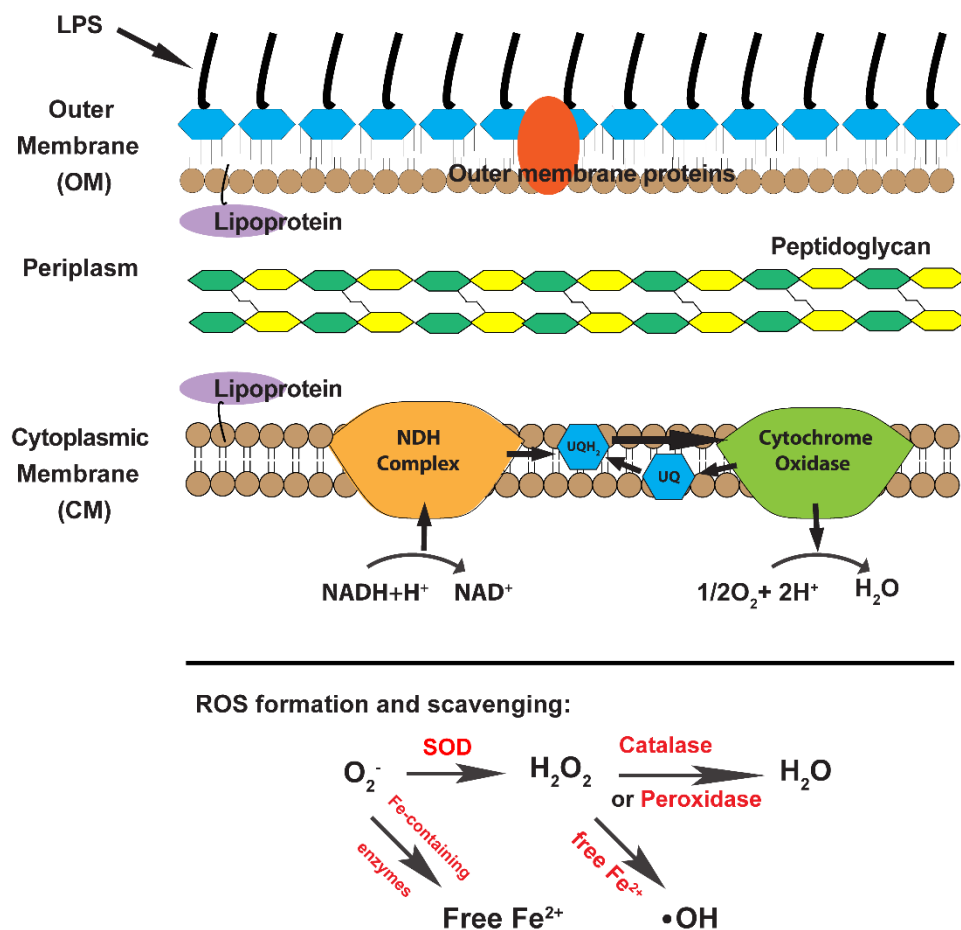 LPS
Outer
Membrane
(OM)
Outer membrane proteins
Lipoprotein
Periplasm
Peptidoglycan
Lipoprotein
Cytoplasmic
Membrane
(CM)
NDH
Complex
UQH₂
UQ
Cytochrome
Oxidase
NADH+H⁺ NAD⁺
1/2O₂+ 2H⁺ H₂O
ROS formation and scavenging:
O₂⁻ SOD H₂O₂ Catalase H₂O
or Peroxidase
Fe-containing
enzymes
free Fe²⁺
Free Fe²⁺
•OH